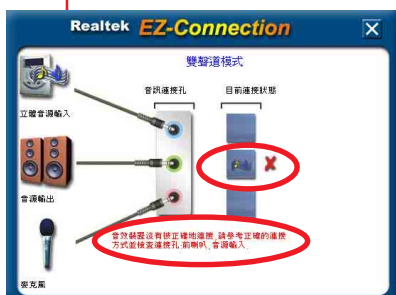 Realtek EZ-Connection
雙聲道模式
音訊連接孔
目前連接狀態
立體音源輸入
音源輸出
音效裝置沒有被正確地連接,請參考正確的連接
方式並檢查連接孔:前喇叭,音源輸入.
麥克風